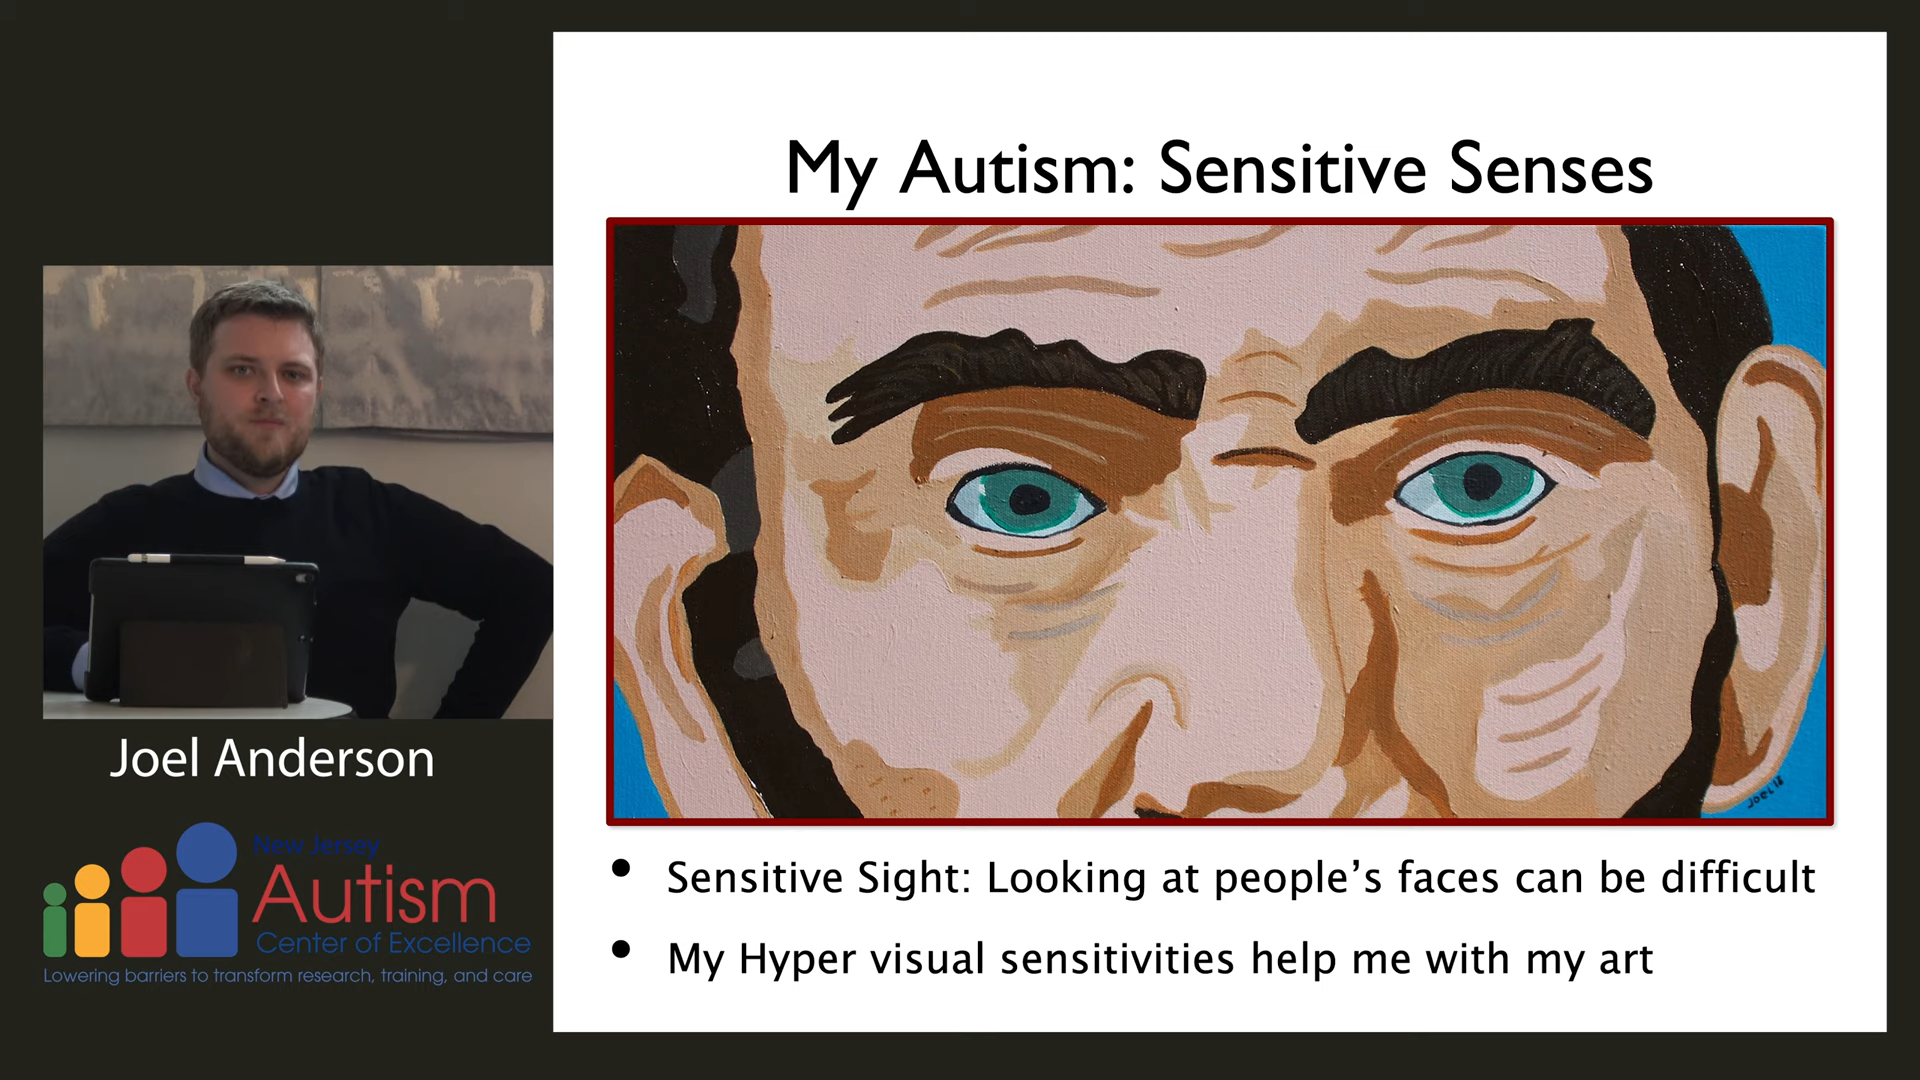 My Autism: Sensitive Senses
Joel'18
Sensitive Sight: Looking at people’s faces can be difficult
My Hyper visual sensitivities help me with my art
Joel Anderson
New Jersey
Autism
Center of Excellence
Lowering barriers to transform research, training, and care